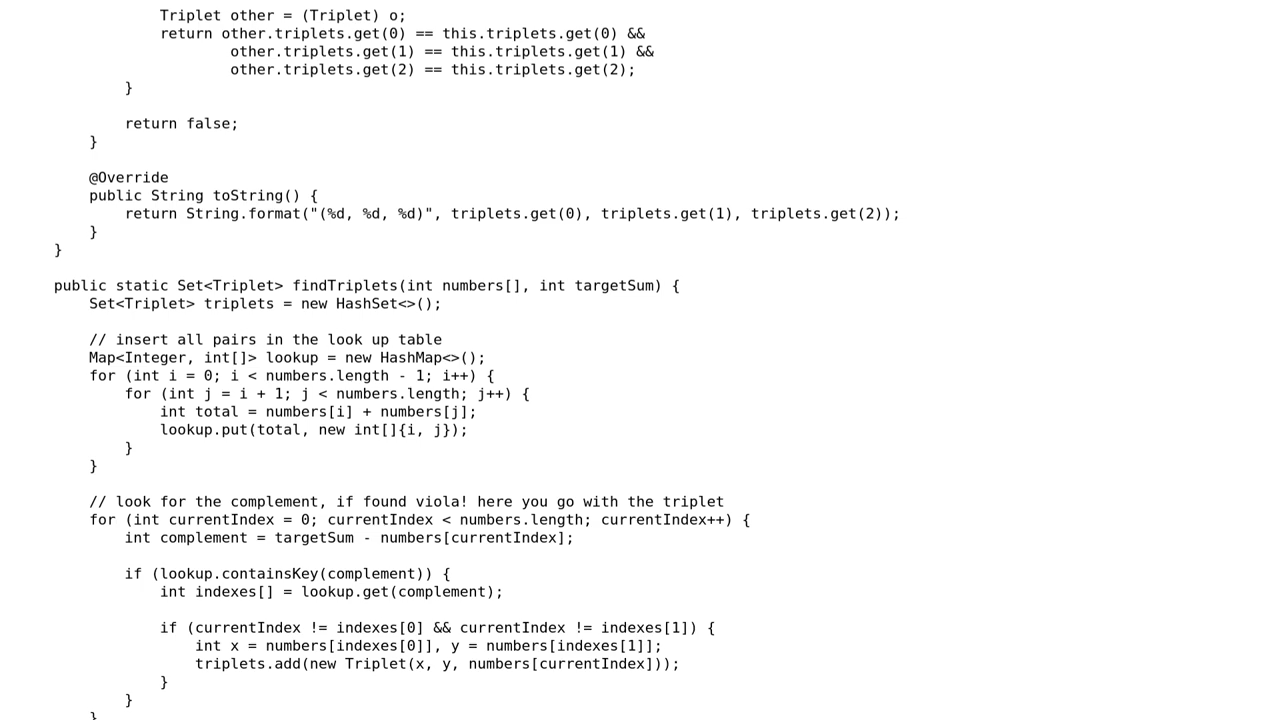 Triplet other = (Triplet) o;
            return other.triplets.get(0) == this.triplets.get(0) &&
                    other.triplets.get(1) == this.triplets.get(1) &&
                    other.triplets.get(2) == this.triplets.get(2);
        }

        return false;
    }

    @Override
    public String toString() {
        return String.format("(%d, %d, %d)", triplets.get(0), triplets.get(1), triplets.get(2));
    }
}

public static Set<Triplet> findTriplets(int numbers[], int targetSum) {
    Set<Triplet> triplets = new HashSet<>();

    // insert all pairs in the look up table
    Map<Integer, int[]> lookup = new HashMap<>();
    for (int i = 0; i < numbers.length - 1; i++) {
        for (int j = i + 1; j < numbers.length; j++) {
            int total = numbers[i] + numbers[j];
            lookup.put(total, new int[]{i, j});
        }
    }

    // look for the complement, if found viola! here you go with the triplet
    for (int currentIndex = 0; currentIndex < numbers.length; currentIndex++) {
        int complement = targetSum - numbers[currentIndex];

        if (lookup.containsKey(complement)) {
            int indexes[] = lookup.get(complement);

            if (currentIndex != indexes[0] && currentIndex != indexes[1]) {
                int x = numbers[indexes[0]], y = numbers[indexes[1]];
                triplets.add(new Triplet(x, y, numbers[currentIndex]));
            }
        }
    }